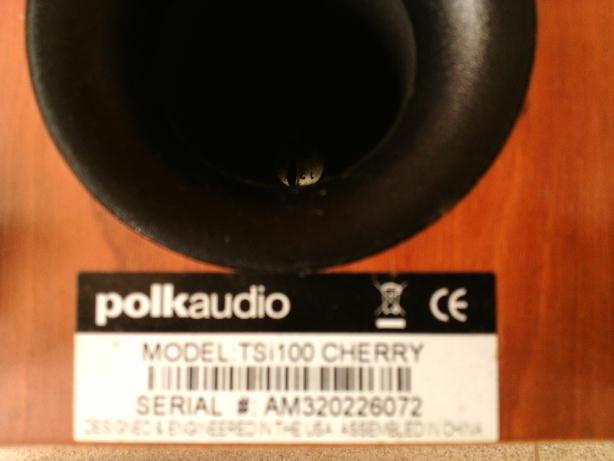 polkaudio
CE
MODEL:TSi100 CHERRY
SERIAL #: AM320226072
DESIGNED & ENGINEERED IN THE USA ASSEMBLED IN CHINA